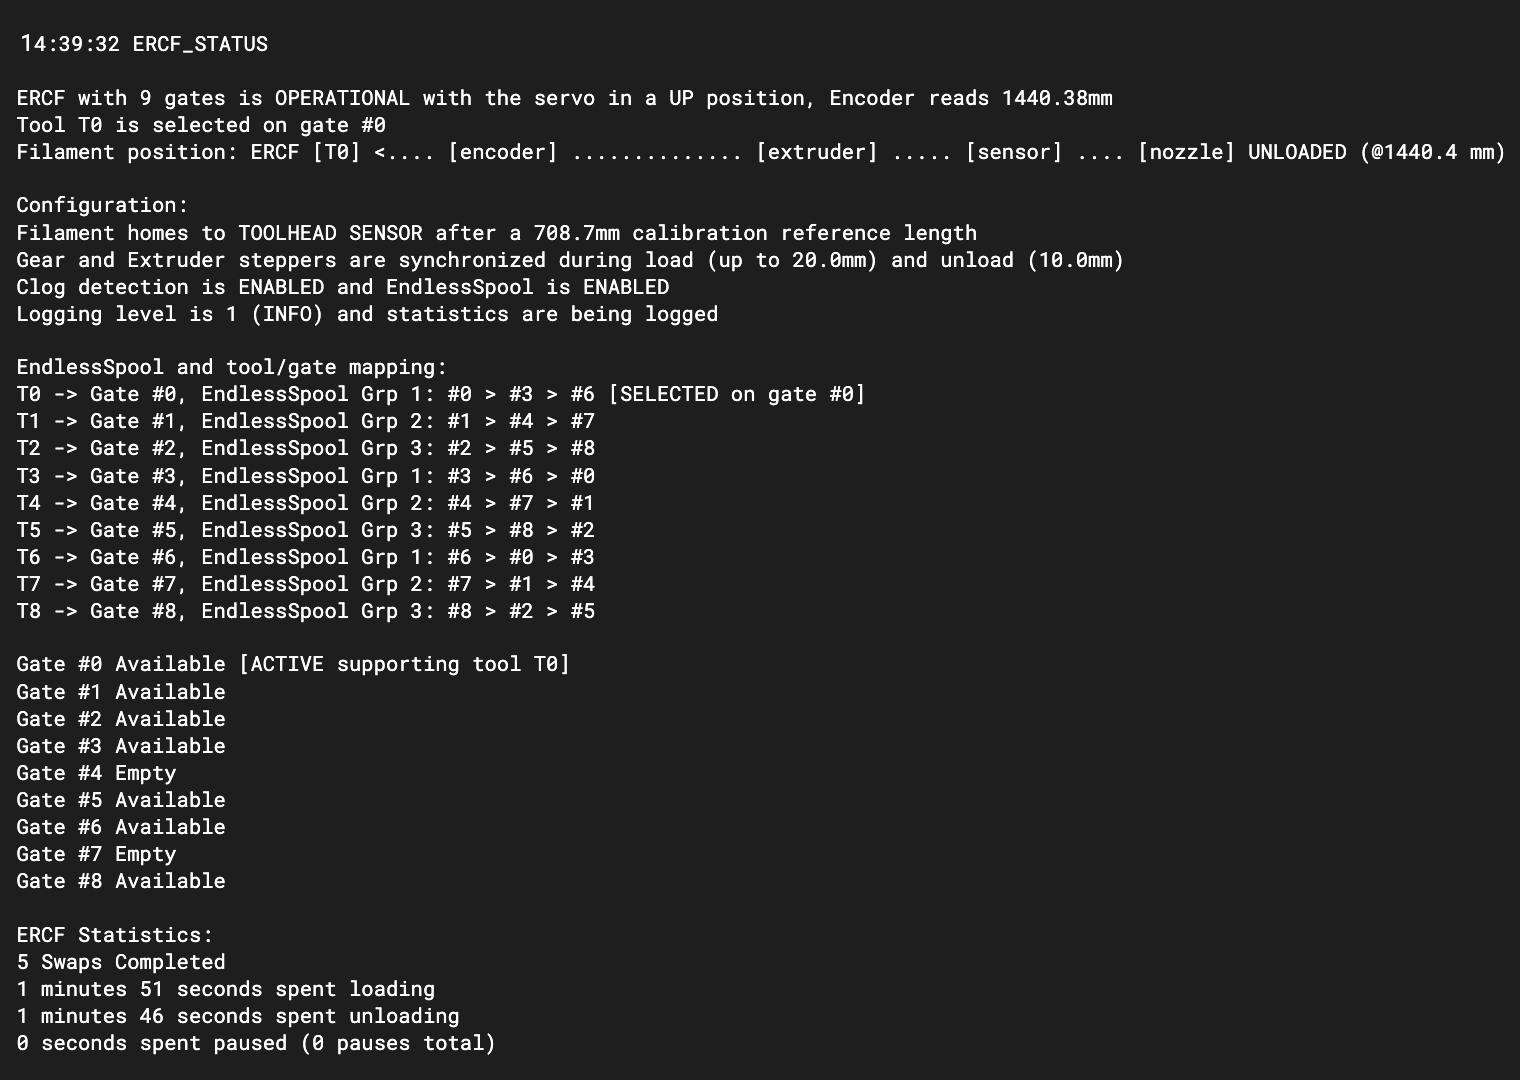 14:39:32 ERCF_STATUS
ERCF with 9 gates is OPERATIONAL with the servo in a UP position, Encoder reads 1440.38mm
Tool T0 is selected on gate #0
Filament position: ERCF [T0] <.... [encoder] .............. [extruder] ..... [sensor] .... [nozzle] UNLOADED (@1440.4 mm)
Configuration:
Filament homes to TOOLHEAD SENSOR after a 708.7mm calibration reference length
Gear and Extruder steppers are synchronized during load (up to 20.0mm) and unload (10.0mm)
Clog detection is ENABLED and EndlessSpool is ENABLED
Logging level is 1 (INFO) and statistics are being logged
EndlessSpool and tool/gate mapping:
T0 -> Gate #0, EndlessSpool Grp 1: #0 > #3 > #6 [SELECTED on gate #0]
T1 -> Gate #1, EndlessSpool Grp 2: #1 > #4 > #7
T2 -> Gate #2, EndlessSpool Grp 3: #2 > #5 > #8
T3 -> Gate #3, EndlessSpool Grp 1: #3 > #6 > #0
T4 -> Gate #4, EndlessSpool Grp 2: #4 > #7 > #1
T5 -> Gate #5, EndlessSpool Grp 3: #5 > #8 > #2
T6 -> Gate #6, EndlessSpool Grp 1: #6 > #0 > #3
T7 -> Gate #7, EndlessSpool Grp 2: #7 > #1 > #4
T8 -> Gate #8, EndlessSpool Grp 3: #8 > #2 > #5
Gate #0 Available [ACTIVE supporting tool T0]
Gate #1 Available
Gate #2 Available
Gate #3 Available
Gate #4 Empty
Gate #5 Available
Gate #6 Available
Gate #7 Empty
Gate #8 Available
ERCF Statistics:
5 Swaps Completed
1 minutes 51 seconds spent loading
1 minutes 46 seconds spent unloading
0 seconds spent paused (0 pauses total)